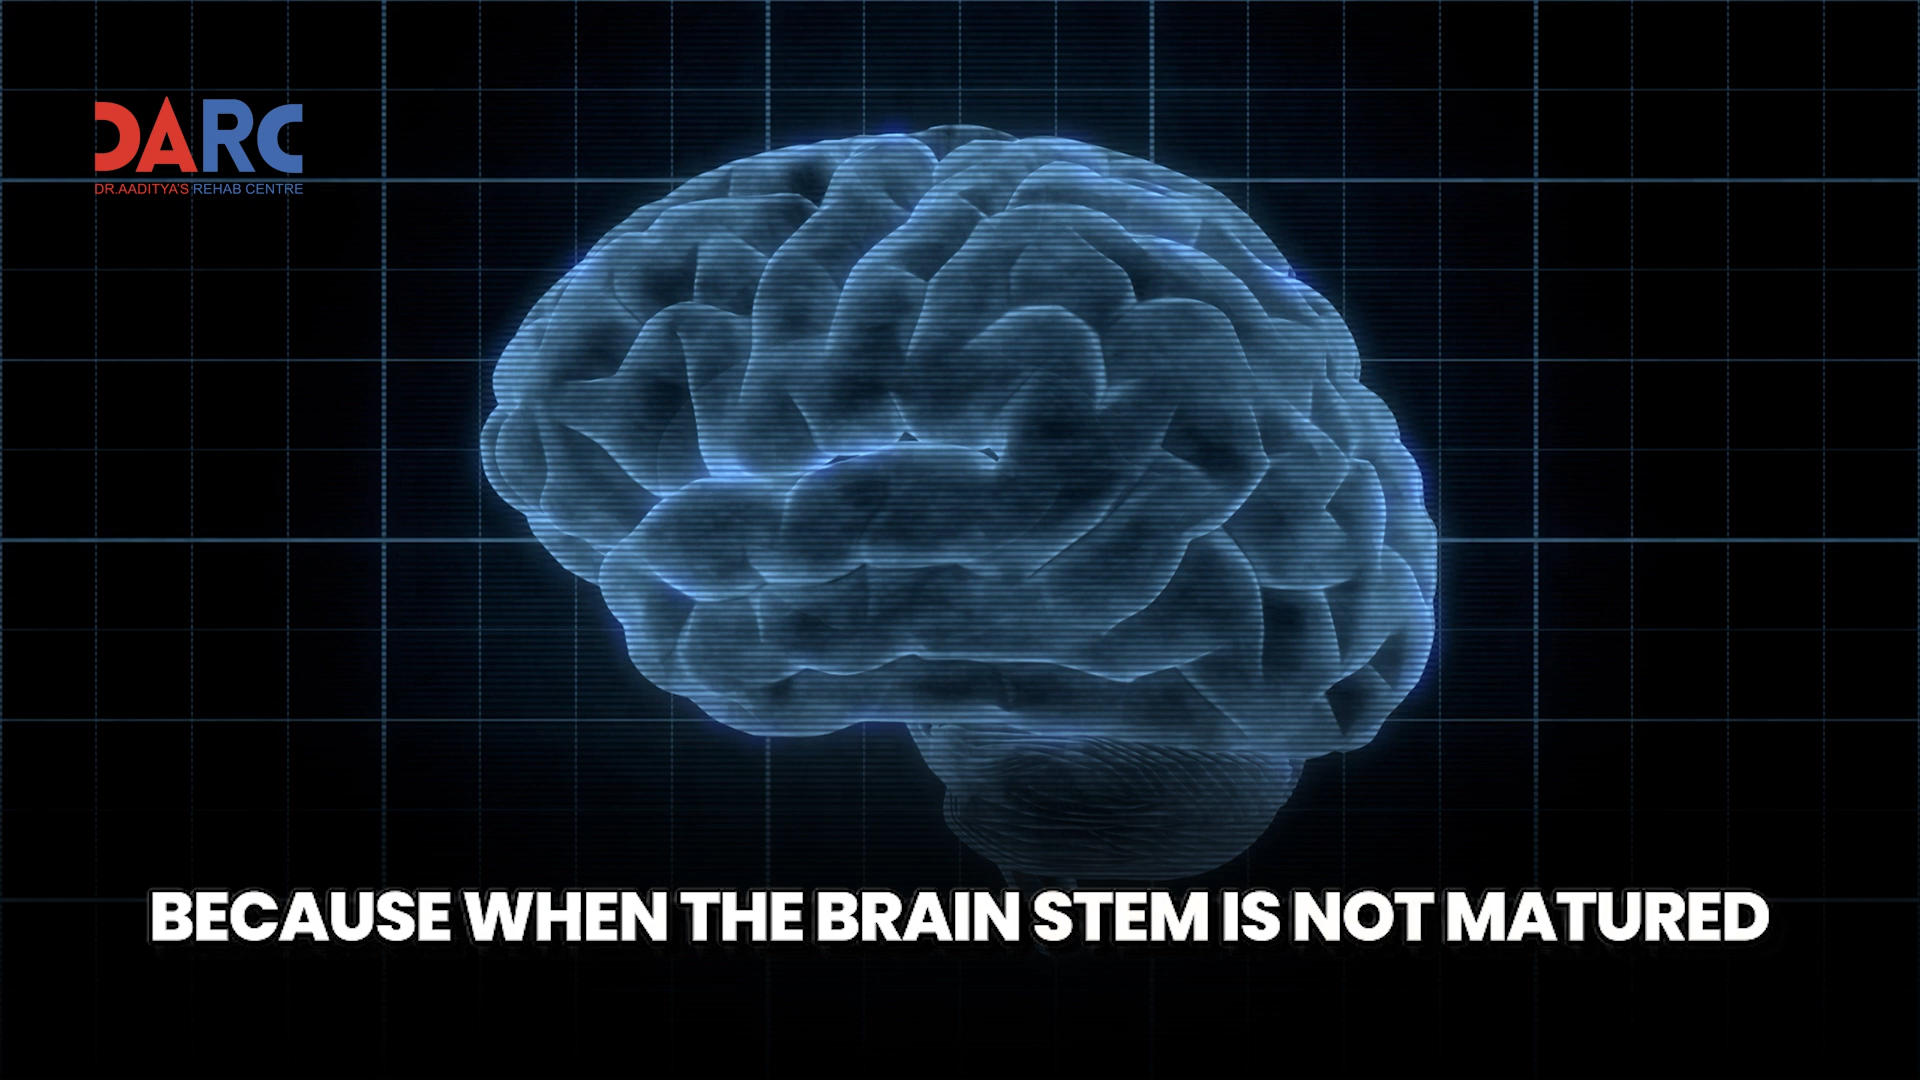 DARC
DR.AADITYA'S REHAB CENTRE
BECAUSE WHEN THE BRAIN STEM IS NOT MATURED